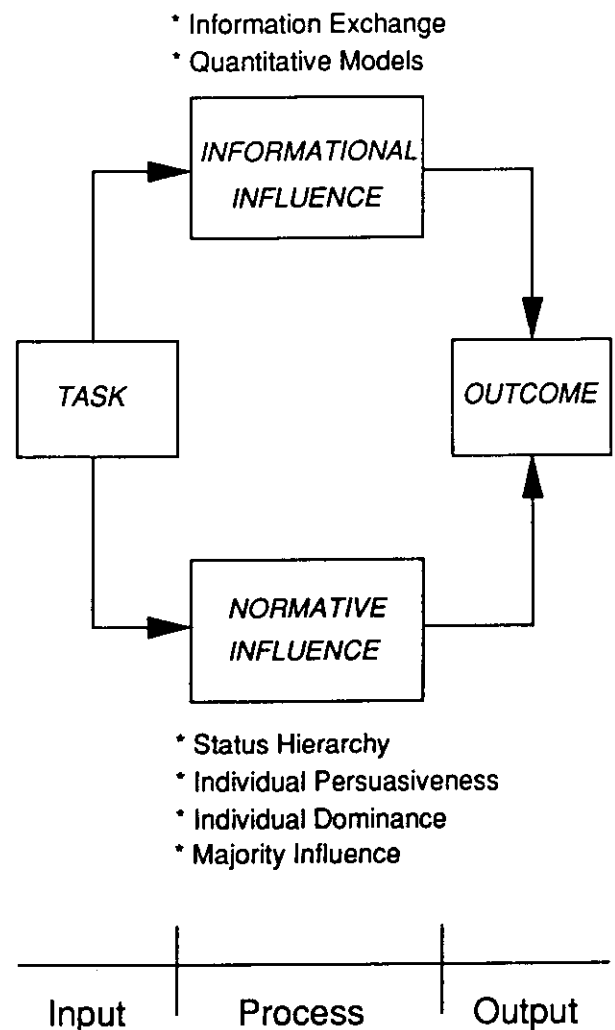 * Information Exchange
* Quantitative Models
INFORMATIONAL
INFLUENCE
TASK
OUTCOME
NORMATIVE
INFLUENCE
* Status Hierarchy
* Individual Persuasiveness
* Individual Dominance
* Majority Influence
Input
Process
Output